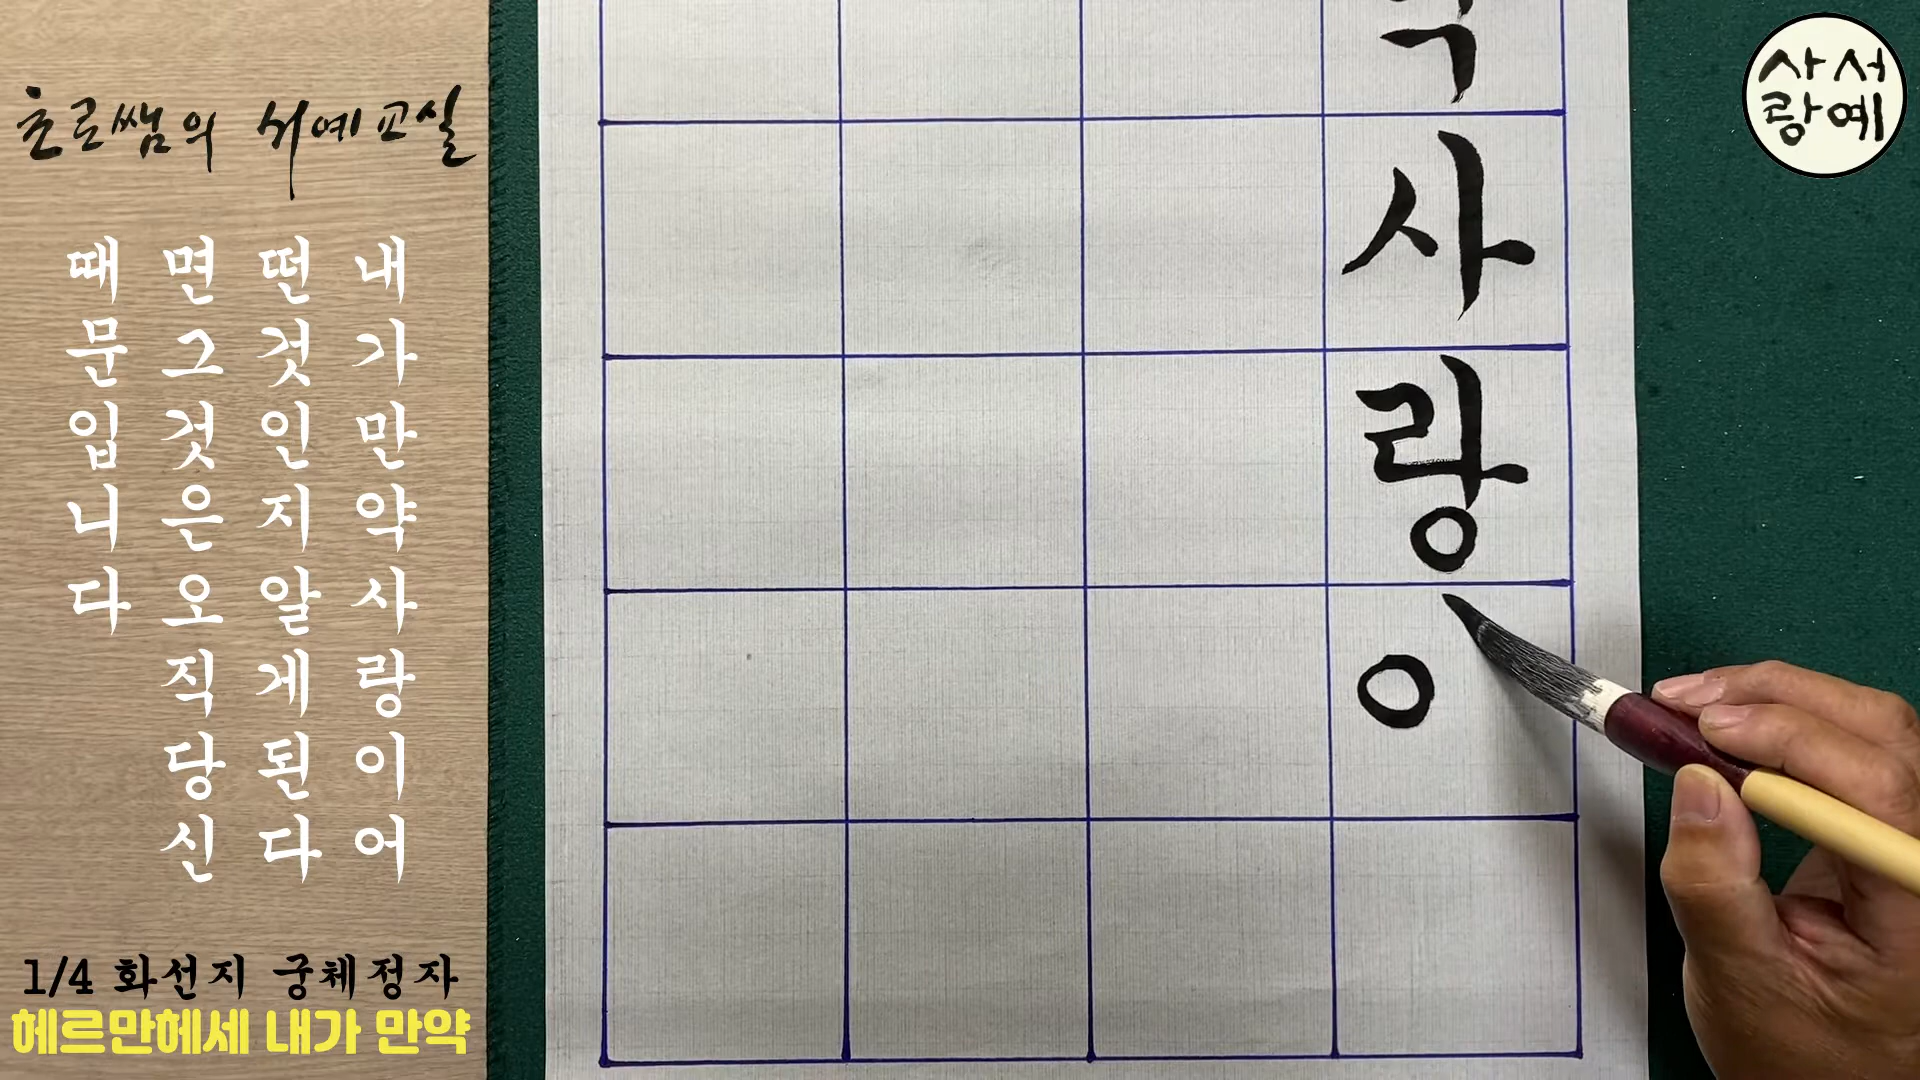 초로쌤의 서예교실
내가만약사랑이어
떤것인지알게된다
면그것은오직당신
때문입니다
1/4 화선지 궁체정자
헤르만헤세 내가 만약
사랑
서예
약
사
랑
ㅇ